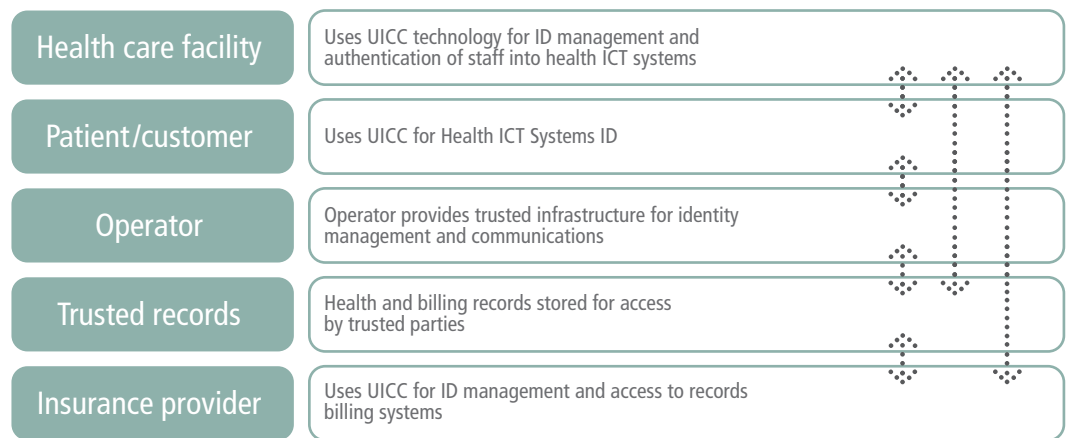 Health care facility
Uses UICC technology for ID management and
authentication of staff into health ICT systems
Patient/customer
Uses UICC for Health ICT Systems ID
Operator
Operator provides trusted infrastructure for identity
management and communications
Trusted records
Health and billing records stored for access
by trusted parties
Insurance provider
Uses UICC for ID management and access to records
billing systems